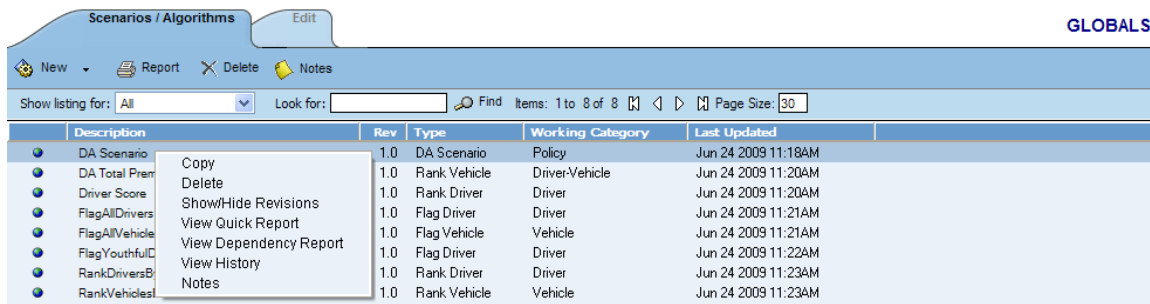 Scenarios / Algorithms Edit
GLOBALS
New Report Delete Notes
Show listing for: All Look for: Find Items: 1 to 8 of 8 Page Size: 30
Description Rev Type Working Category Last Updated
DA Scenario 1.0 DA Scenario Policy Jun 24 2009 11:18AM
DA Total Prem 1.0 Rank Vehicle Driver-Vehicle Jun 24 2009 11:20AM
Driver Score 1.0 Rank Driver Driver Jun 24 2009 11:20AM
FlagAllDrivers 1.0 Flag Driver Driver Jun 24 2009 11:21AM
FlagAllVehicle 1.0 Flag Vehicle Vehicle Jun 24 2009 11:21AM
FlagYouthful 1.0 Flag Driver Driver Jun 24 2009 11:22AM
RankDriversB 1.0 Rank Driver Driver Jun 24 2009 11:23AM
RankVehicles 1.0 Rank Vehicle Vehicle Jun 24 2009 11:23AM
Copy
Delete
Show/Hide Revisions
View Quick Report
View Dependency Report
View History
Notes